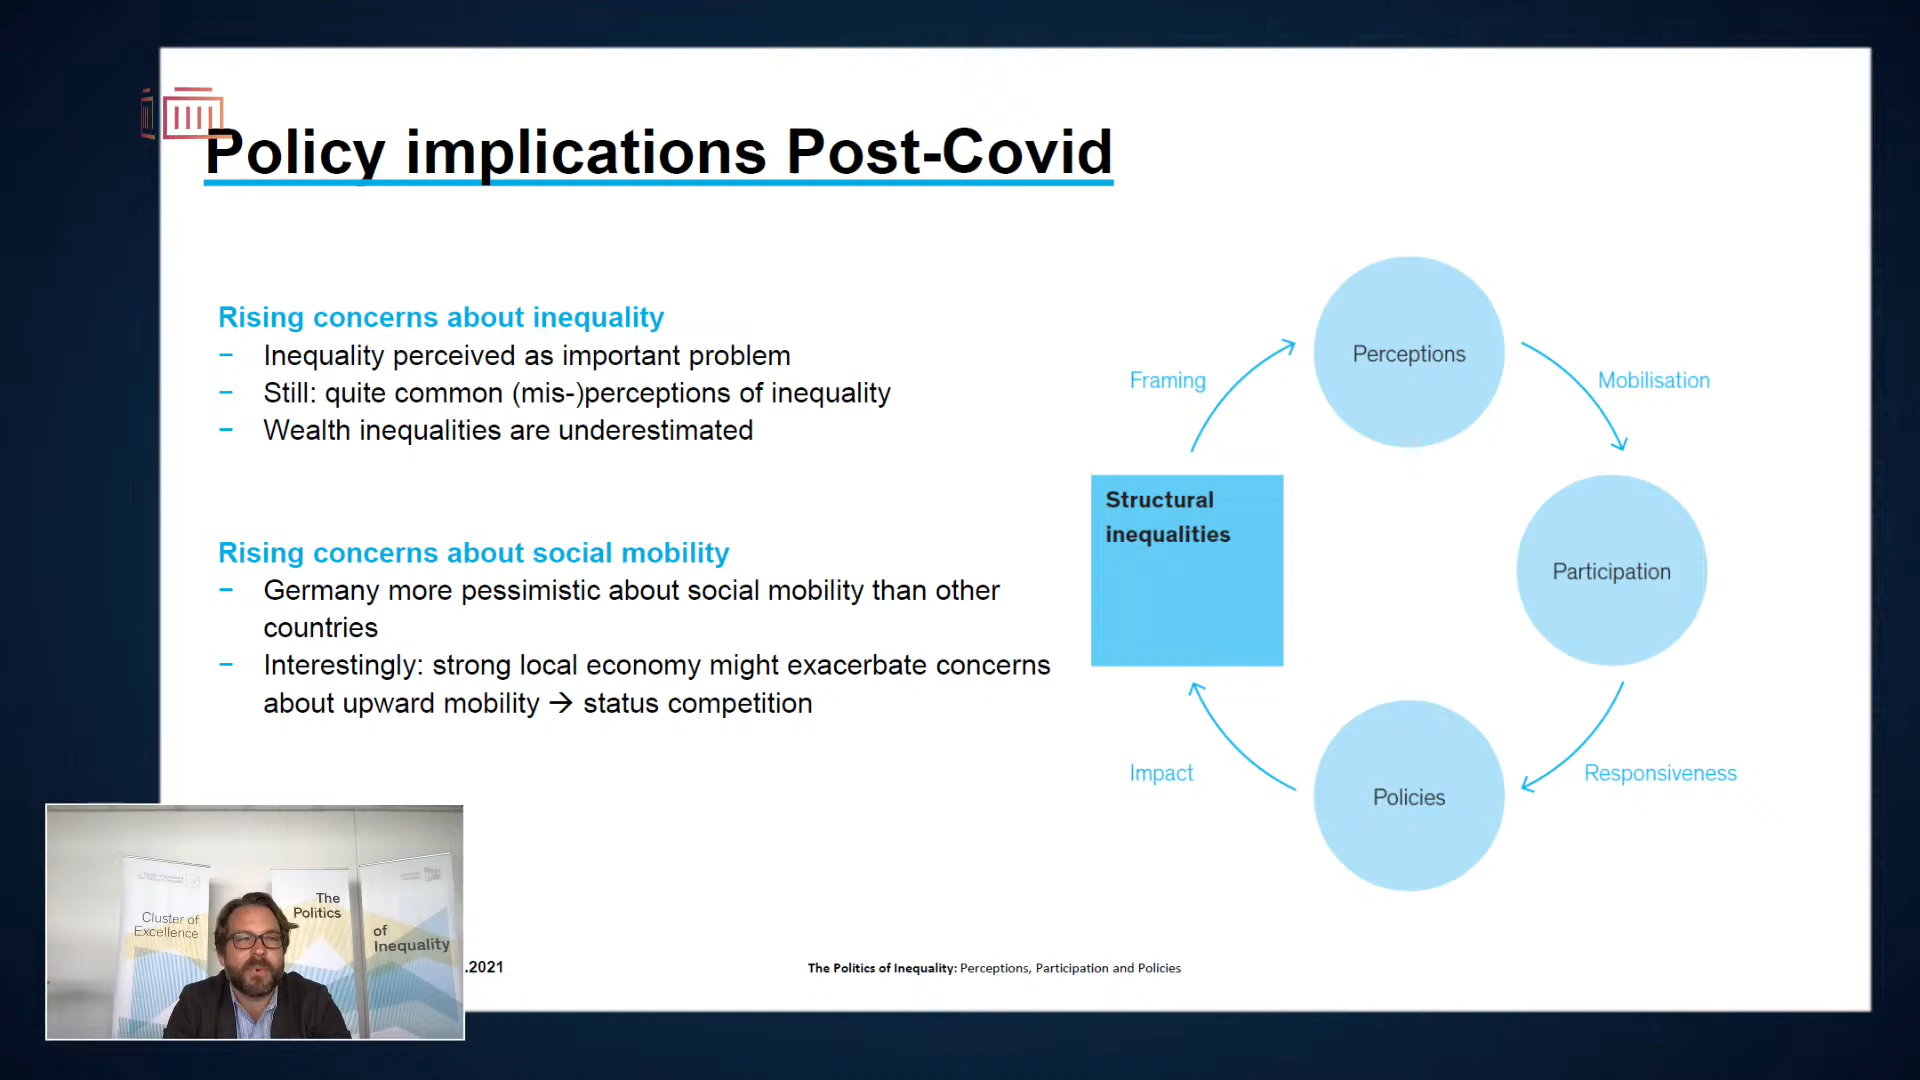 Policy implications Post-Covid
Rising concerns about inequality
− Inequality perceived as important problem
− Still: quite common (mis-)perceptions of inequality
− Wealth inequalities are underestimated
Rising concerns about social mobility
− Germany more pessimistic about social mobility than other
countries
− Interestingly: strong local economy might exacerbate concerns
about upward mobility → status competition
Perceptions
Framing
Mobilisation
Structural
inequalities
Participation
Impact
Responsiveness
Policies
Cluster of
Excellence
The
Politics
of
Inequality
.2021
The Politics of Inequality: Perceptions, Participation and Policies